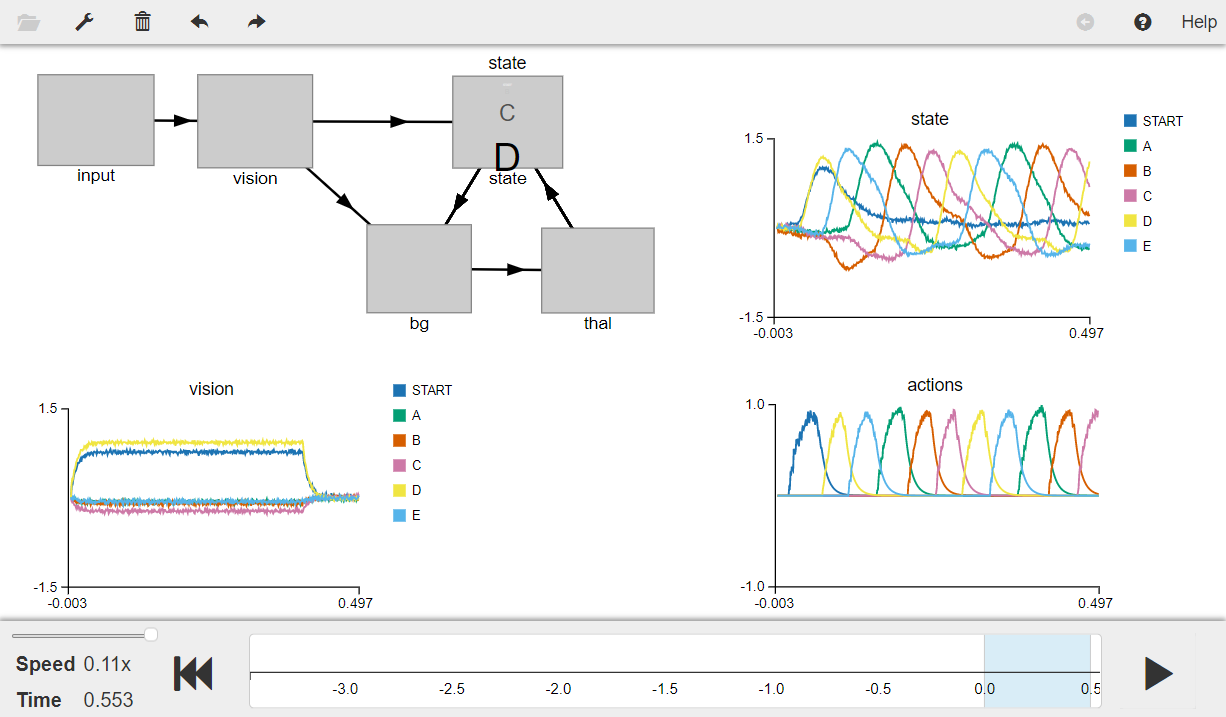 Help
state
C
D
state
input
vision
bg
thal
state
1.5
-1.5
-0.003
0.497
START
A
B
C
D
E
vision
1.5
-1.5
-0.003
0.497
START
A
B
C
D
E
actions
1.0
-1.0
-0.003
0.497
Speed 0.11x
Time 0.553
-3.0 -2.5 -2.0 -1.5 -1.0 -0.5 0.0 0.5